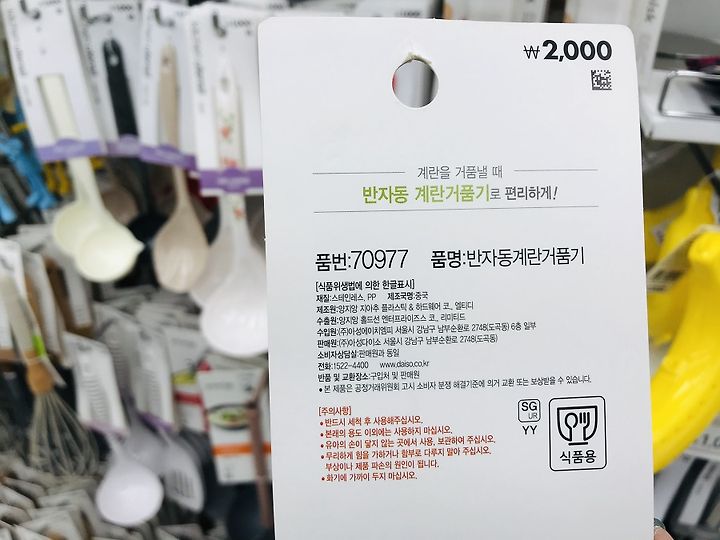 ₩2,000
계란을 거품낼 때
반자동 계란거품기로 편리하게!
품번:70977 품명:반자동계란거품기
[식품위생법에 의한 한글표시]
재질:스테인레스, PP 제조국명:중국
제조원:양지앙 지아추 플라스틱 & 하드웨어 코., 엘티디
수출원:양지앙 홀드선 엔터프라이즈스 코., 리미티드
수입원:(주)아성에이치엠피 서울시 강남구 남부순환로 2748(도곡동) 6층 일부
판매원:(주)아성다이소 서울시 강남구 남부순환로 2748(도곡동)
소비자상담실:판매원과 동일
전화:1522-4400 www.daiso.co.kr
반품 및 교환장소:구입처 및 판매원
• 본 제품은 공정거래위원회 고시 소비자 분쟁 해결기준에 의거 교환 또는 보상받을 수 있습니다.
[주의사항]
• 반드시 세척 후 사용해주십시오.
• 본래의 용도 이외에는 사용하지 마십시오.
• 유아의 손이 닿지 않는 곳에서 사용, 보관하여 주십시오.
• 무리하게 힘을 가하거나 함부로 다루지 말아 주십시오.
부상이나 제품 파손의 원인이 됩니다.
• 화기에 가까이 두지 마십시오.
SG
UR
YY
식품용